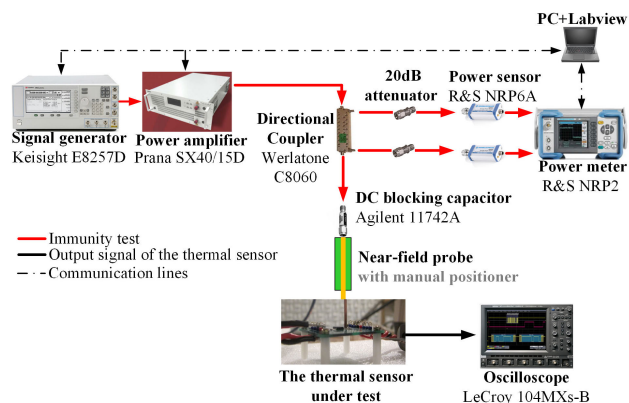 PC+Labview
20dB
attenuator
Power sensor
R&S NRP6A
Signal generator
Keisight E8257D
Power amplifier
Prana SX40/15D
Directional
Coupler
Werlatone
C8060
Power meter
R&S NRP2
DC blocking capacitor
Agilent 11742A
Immunity test
Output signal of the thermal sensor
Communication lines
Near-field probe
with manual positioner
The thermal sensor
under test
Oscilloscope
LeCroy 104MXs-B